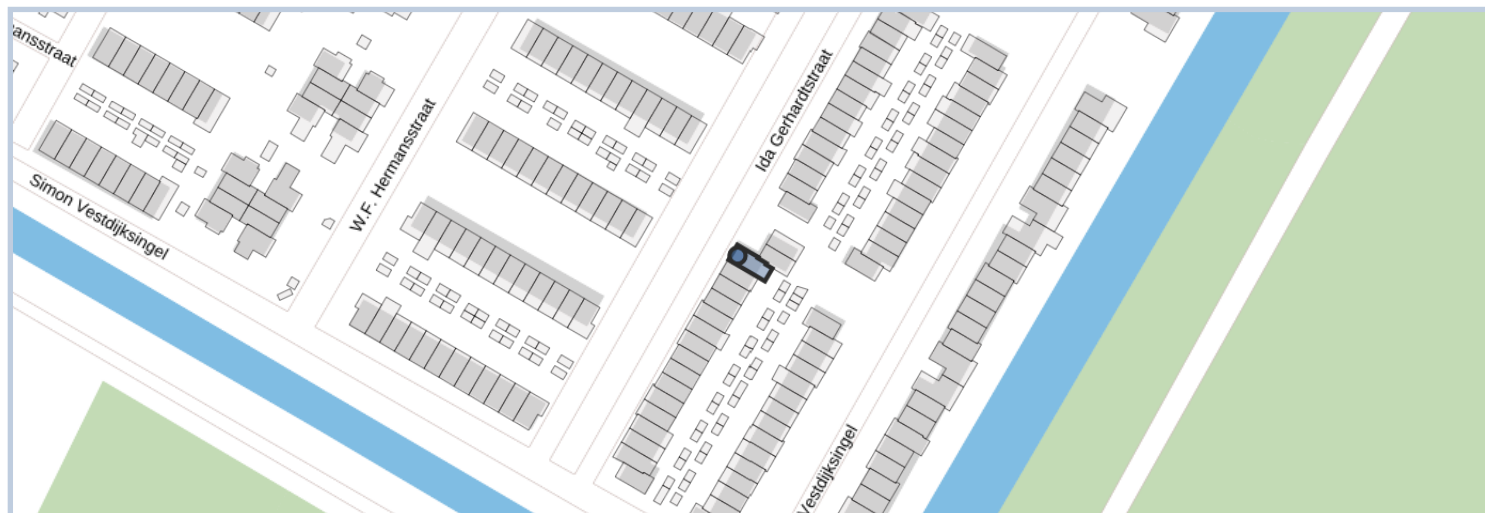 ansstraat
Simon Vestdijksingel
W.F. Hermansstraat
Ida Gerhardtstraat
Vestdijksingel